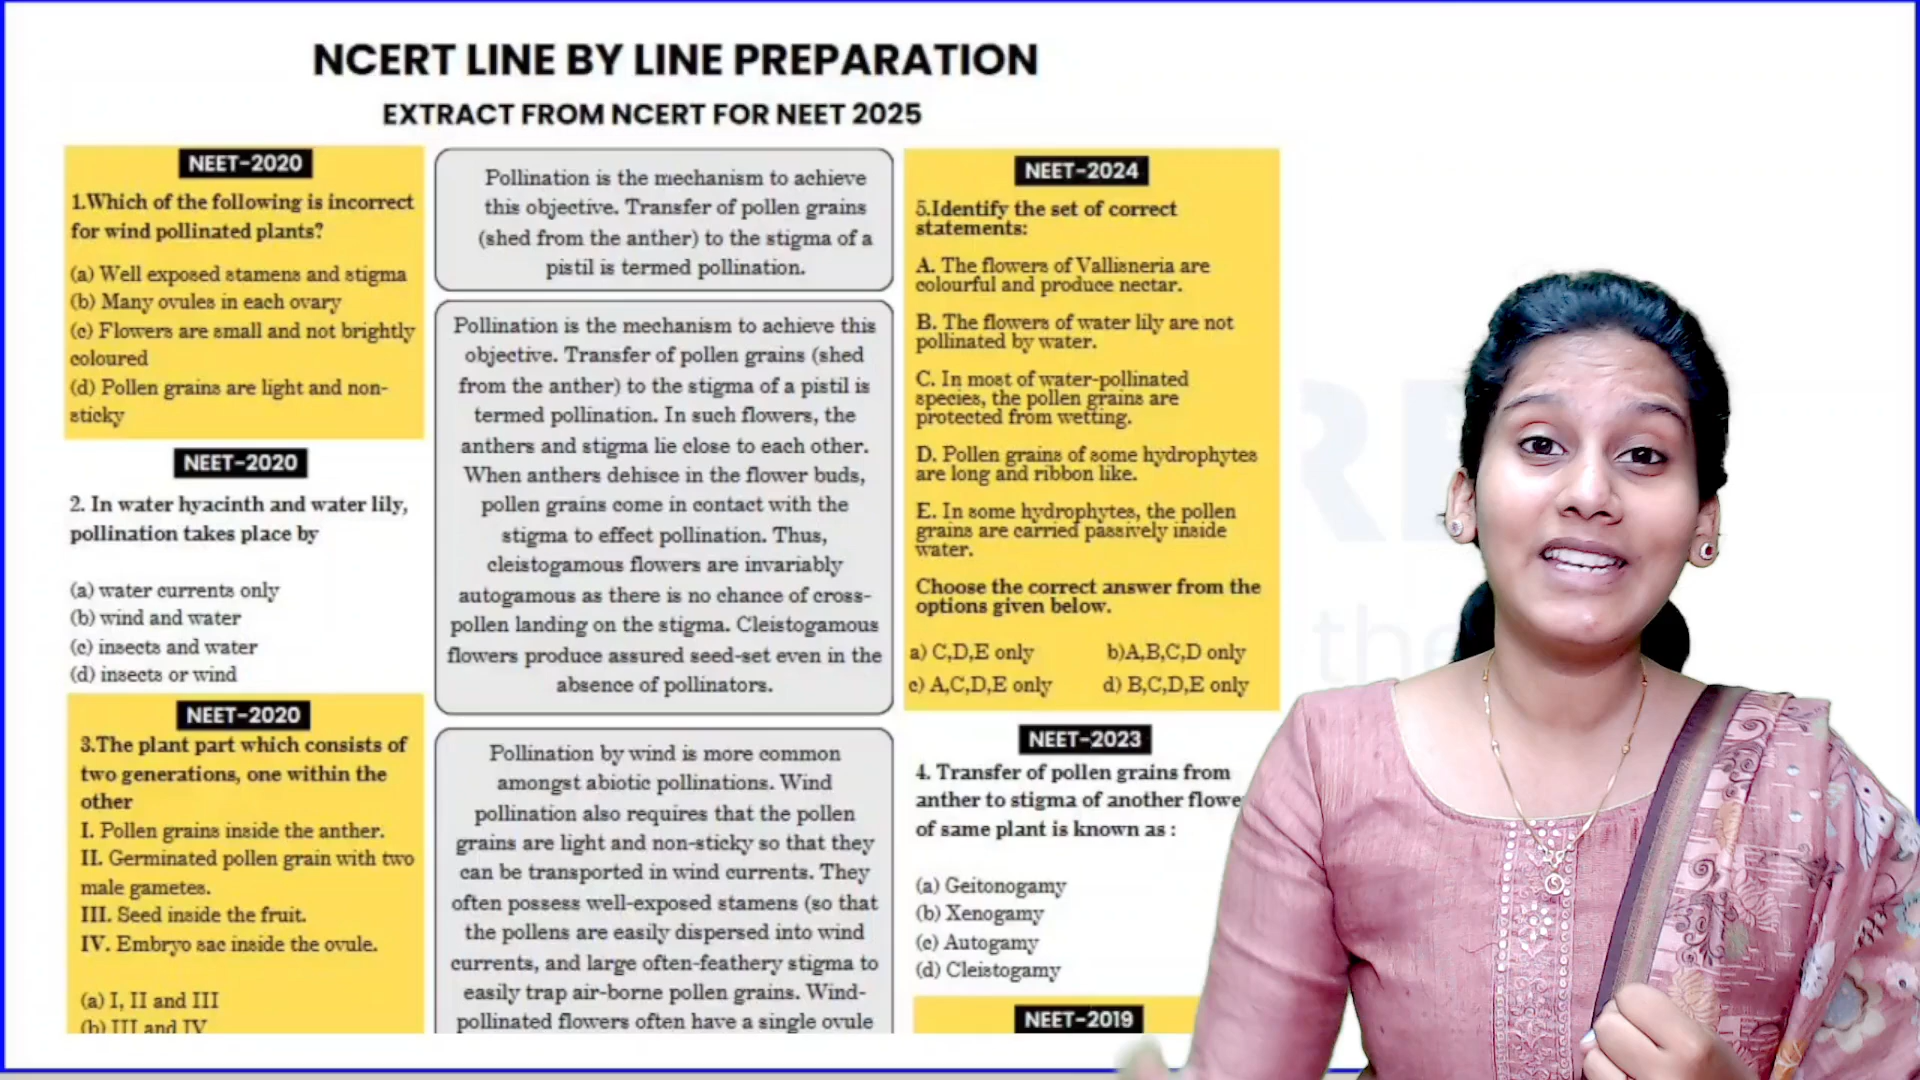 NCERT LINE BY LINE PREPARATION
EXTRACT FROM NCERT FOR NEET 2025
NEET-2020
1.Which of the following is incorrect
for wind pollinated plants?
(a) Well exposed stamens and stigma
(b) Many ovules in each ovary
(c) Flowers are small and not brightly
coloured
(d) Pollen grains are light and non-
sticky
NEET-2020
2. In water hyacinth and water lily,
pollination takes place by
(a) water currents only
(b) wind and water
(c) insects and water
(d) insects or wind
NEET-2020
3.The plant part which consists of
two generations, one within the
other
I. Pollen grains inside the anther.
II. Germinated pollen grain with two
male gametes.
III. Seed inside the fruit.
IV. Embryo sac inside the ovule.
(a) I, II and III
(b) III and IV
Pollination is the mechanism to achieve
this objective. Transfer of pollen grains
(shed from the anther) to the stigma of a
pistil is termed pollination.
Pollination is the mechanism to achieve this
objective. Transfer of pollen grains (shed
from the anther) to the stigma of a pistil is
termed pollination. In such flowers, the
anthers and stigma lie close to each other.
When anthers dehisce in the flower buds,
pollen grains come in contact with the
stigma to effect pollination. Thus,
cleistogamous flowers are invariably
autogamous as there is no chance of cross-
pollen landing on the stigma. Cleistogamous
flowers produce assured seed-set even in the
absence of pollinators.
Pollination by wind is more common
amongst abiotic pollinations. Wind
pollination also requires that the pollen
grains are light and non-sticky so that they
can be transported in wind currents. They
often possess well-exposed stamens (so that
the pollens are easily dispersed into wind
currents, and large often-feathery stigma to
easily trap air-borne pollen grains. Wind-
pollinated flowers often have a single ovule
NEET-2024
5.Identify the set of correct
statements:
A. The flowers of Vallisneria are
colourful and produce nectar.
B. The flowers of water lily are not
pollinated by water.
C. In most of water-pollinated
species, the pollen grains are
protected from wetting.
D. Pollen grains of some hydrophytes
are long and ribbon like.
E. In some hydrophytes, the pollen
grains are carried passively inside
water.
Choose the correct answer from the
options given below.
a) C,D,E only b)A,B,C,D only
c) A,C,D,E only d) B,C,D,E only
NEET-2023
4. Transfer of pollen grains from
anther to stigma of another flowe
of same plant is known as :
(a) Geitonogamy
(b) Xenogamy
(c) Autogamy
(d) Cleistogamy
NEET-2019
the